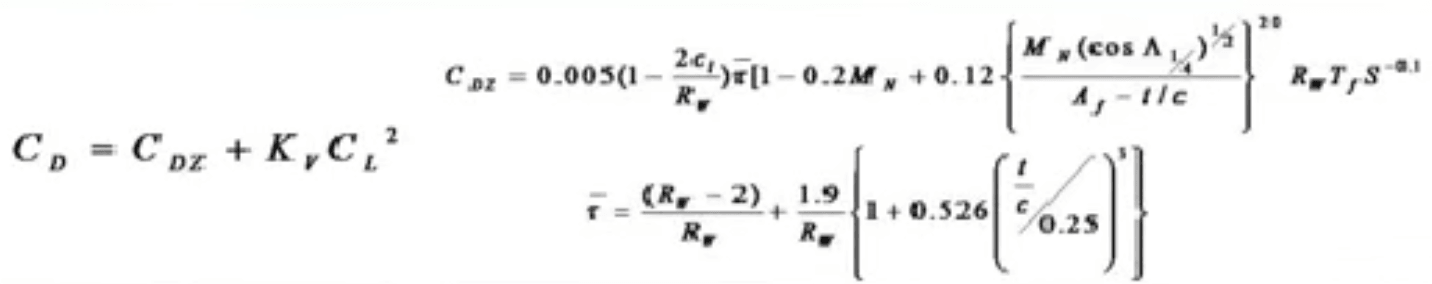 C_D = C_DZ + K_V C_L^2
C_DZ = 0.005(1 - 2c_l/R_W)τ̄[1 - 0.2M_N + 0.12{M_N(cos Λ_1/4)^1/2 / A_f - t/c}^20 R_W T_f S^-0.1
τ̄ = (R_W - 2)/R_W + 1.9/R_W {1 + 0.526(t/c / 0.25)^3]}